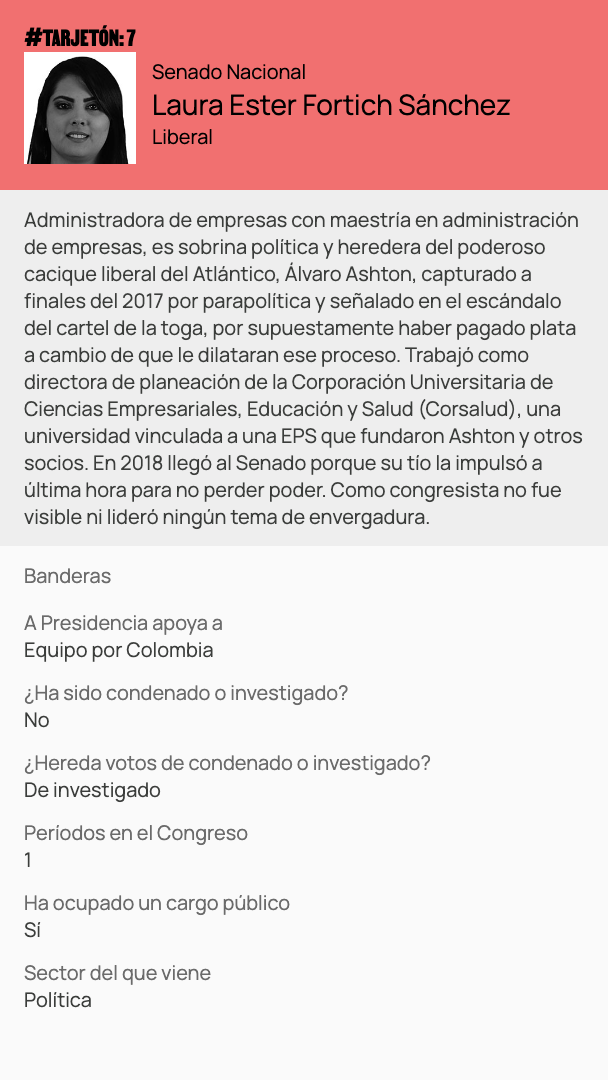 #TARJETÓN: 7
Senado Nacional
Laura Ester Fortich Sánchez
Liberal
Administradora de empresas con maestría en administración
de empresas, es sobrina política y heredera del poderoso
cacique liberal del Atlántico, Álvaro Ashton, capturado a
finales del 2017 por parapolítica y señalado en el escándalo
del cartel de la toga, por supuestamente haber pagado plata
a cambio de que le dilataran ese proceso. Trabajó como
directora de planeación de la Corporación Universitaria de
Ciencias Empresariales, Educación y Salud (Corsalud), una
universidad vinculada a una EPS que fundaron Ashton y otros
socios. En 2018 llegó al Senado porque su tío la impulsó a
última hora para no perder poder. Como congresista no fue
visible ni lideró ningún tema de envergadura.
Banderas
A Presidencia apoya a
Equipo por Colombia
¿Ha sido condenado o investigado?
No
¿Hereda votos de condenado o investigado?
De investigado
Períodos en el Congreso
1
Ha ocupado un cargo público
Sí
Sector del que viene
Política